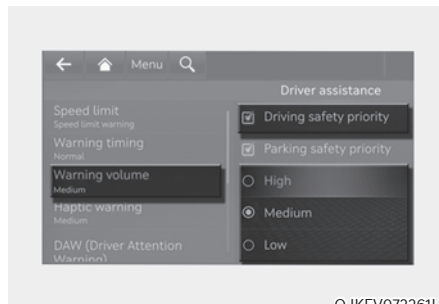 Menu
Driver assistance
Speed limit
Speed limit warning
Warning timing
Normal
Warning volume
Medium
Haptic warning
Medium
DAW (Driver Attention
Warning)
Driving safety priority
Parking safety priority
High
Medium
Low